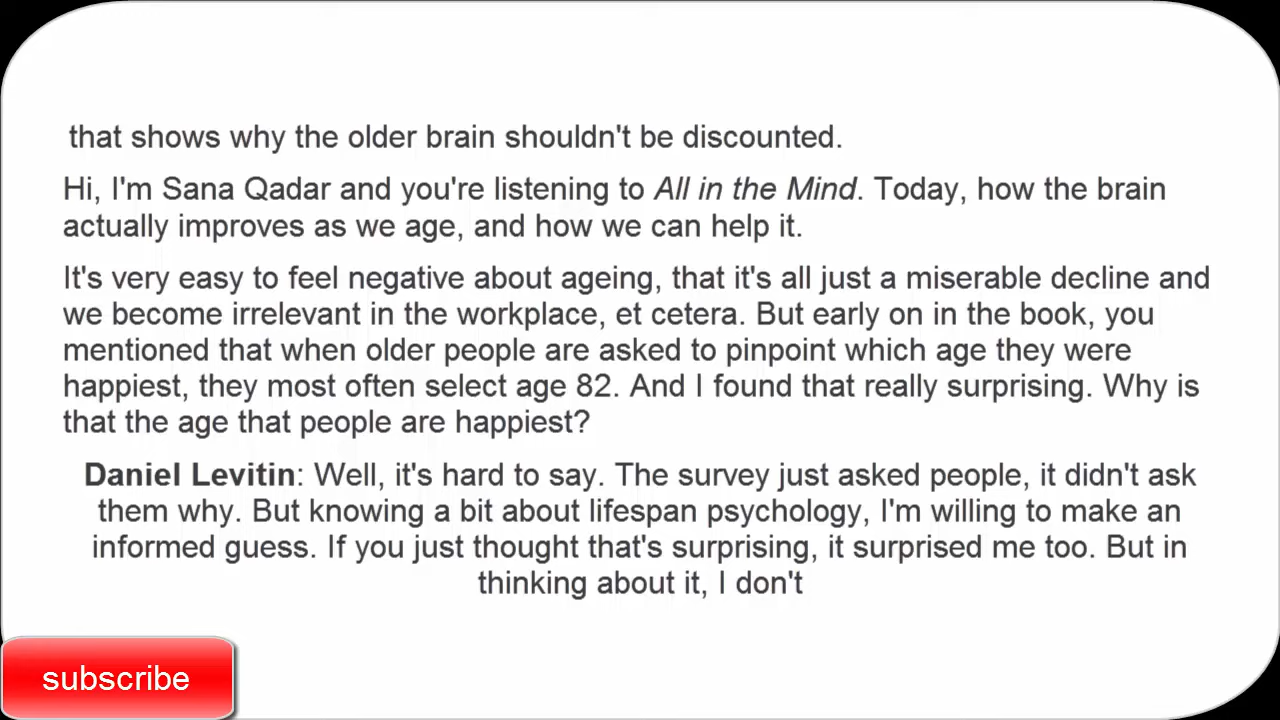 that shows why the older brain shouldn't be discounted.
Hi, I'm Sana Qadar and you're listening to All in the Mind. Today, how the brain
actually improves as we age, and how we can help it.
It's very easy to feel negative about ageing, that it's all just a miserable decline and
we become irrelevant in the workplace, et cetera. But early on in the book, you
mentioned that when older people are asked to pinpoint which age they were
happiest, they most often select age 82. And I found that really surprising. Why is
that the age that people are happiest?
Daniel Levitin: Well, it's hard to say. The survey just asked people, it didn't ask
them why. But knowing a bit about lifespan psychology, I'm willing to make an
informed guess. If you just thought that's surprising, it surprised me too. But in
thinking about it, I don't
subscribe